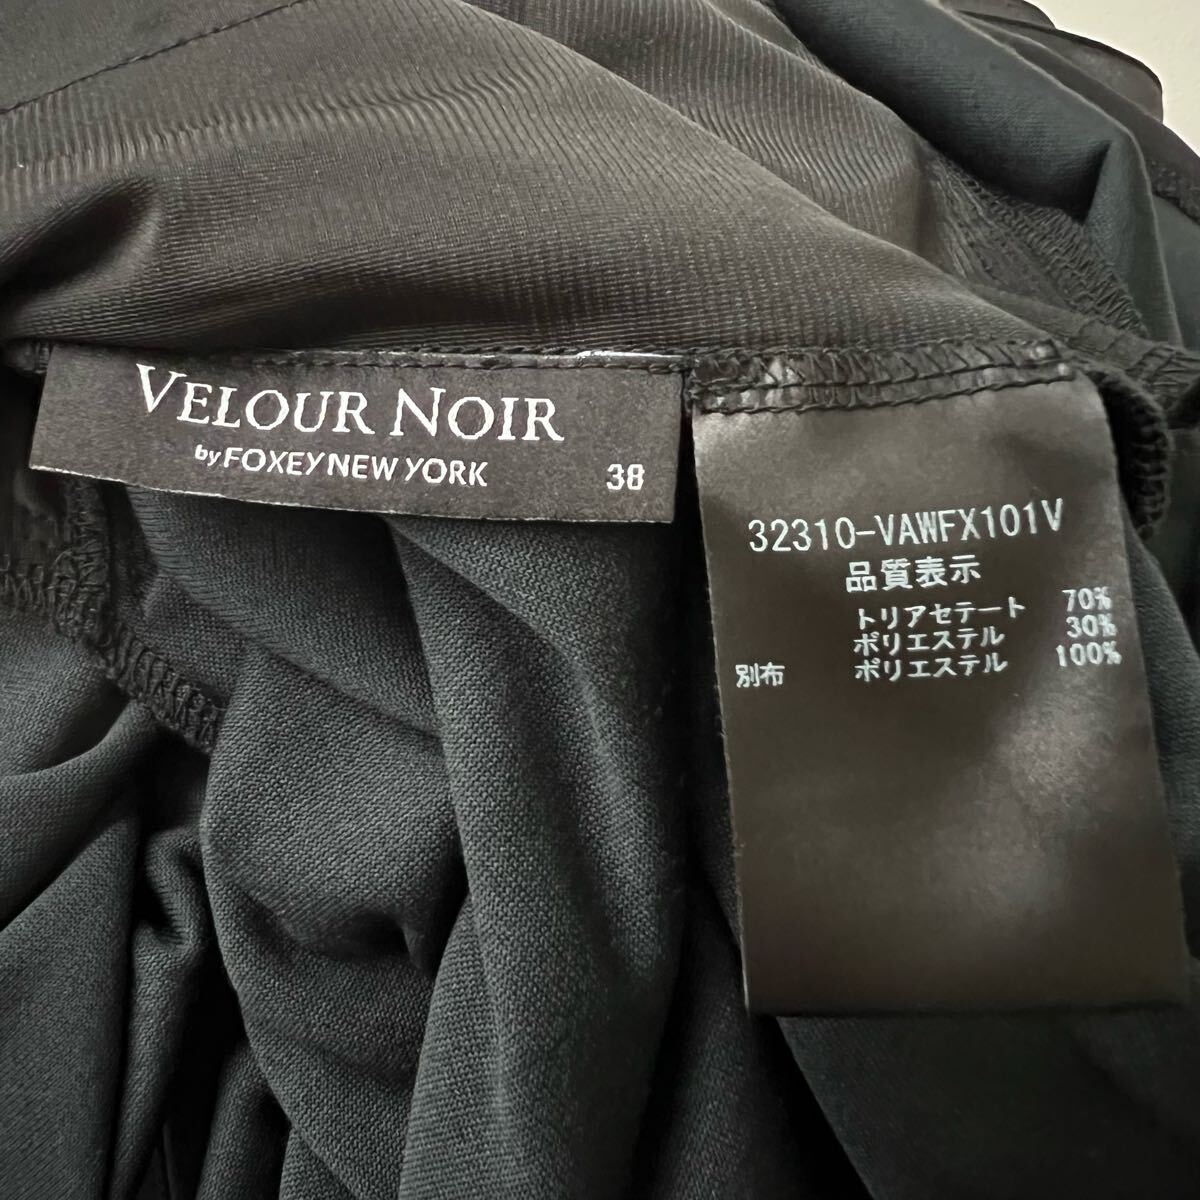 VELOUR NOIR
by FOXEY NEW YORK
38
32310-VAWFX101V
品質表示
トリアセテート 70%
ポリエステル 30%
別布 ポリエステル 100%